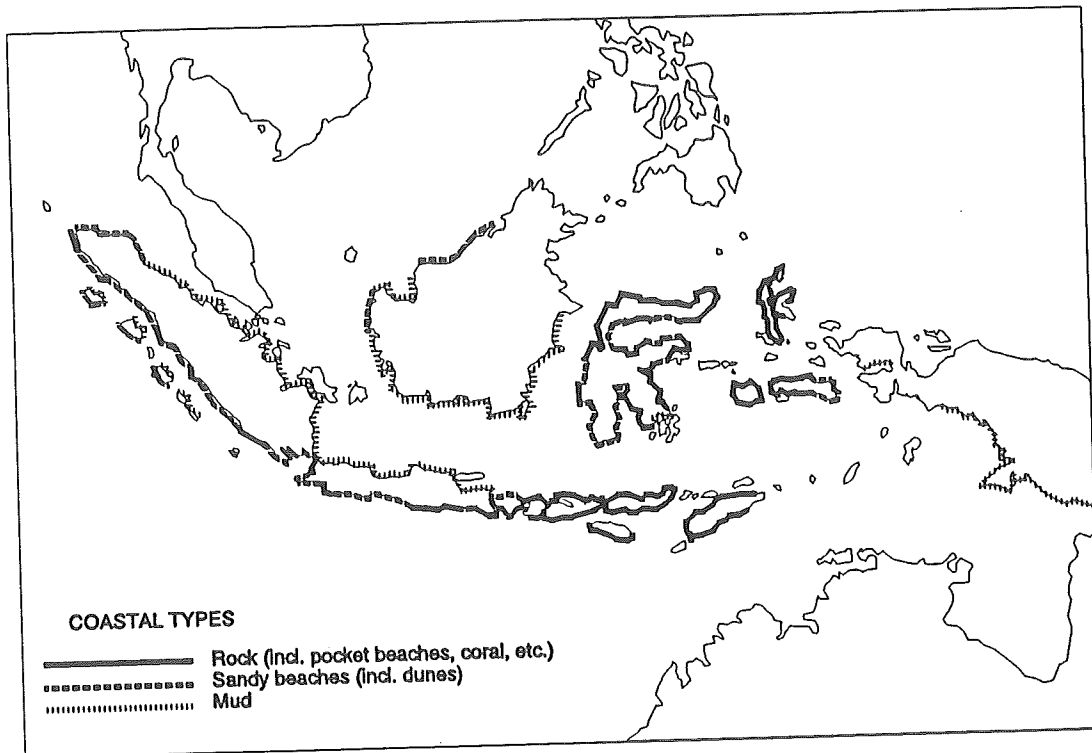 COASTAL TYPES
Rock (incl. pocket beaches, coral, etc.)
Sandy beaches (incl. dunes)
Mud